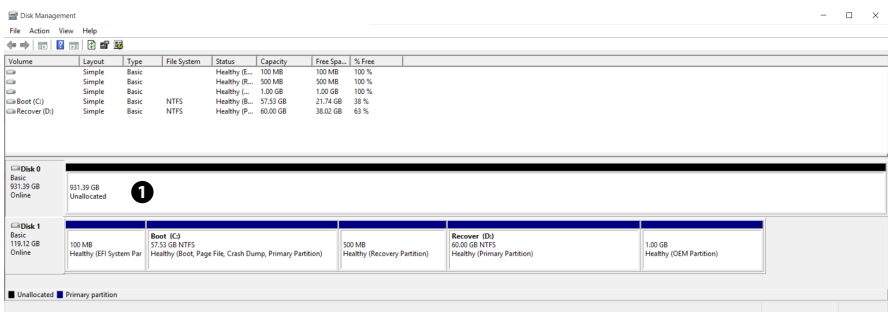 Disk Management
File Action View Help
Volume Layout Type File System Status Capacity Free Spa... % Free
Simple Basic Healthy (E... 100 MB 100 MB 100 %
Simple Basic Healthy (R... 500 MB 500 MB 100 %
Simple Basic Healthy (... 1.00 GB 1.00 GB 100 %
Boot (C:) Simple Basic NTFS Healthy (B... 57.53 GB 21.74 GB 38 %
Recover (D:) Simple Basic NTFS Healthy (P... 60.00 GB 38.02 GB 63 %
Disk 0
Basic
931.39 GB
Online
931.39 GB
Unallocated
1
Disk 1
Basic
119.12 GB
Online
100 MB
Healthy (EFI System Par
Boot (C:)
57.53 GB NTFS
Healthy (Boot, Page File, Crash Dump, Primary Partition)
500 MB
Healthy (Recovery Partition)
Recover (D:)
60.00 GB NTFS
Healthy (Primary Partition)
1.00 GB
Healthy (OEM Partition)
Unallocated Primary partition